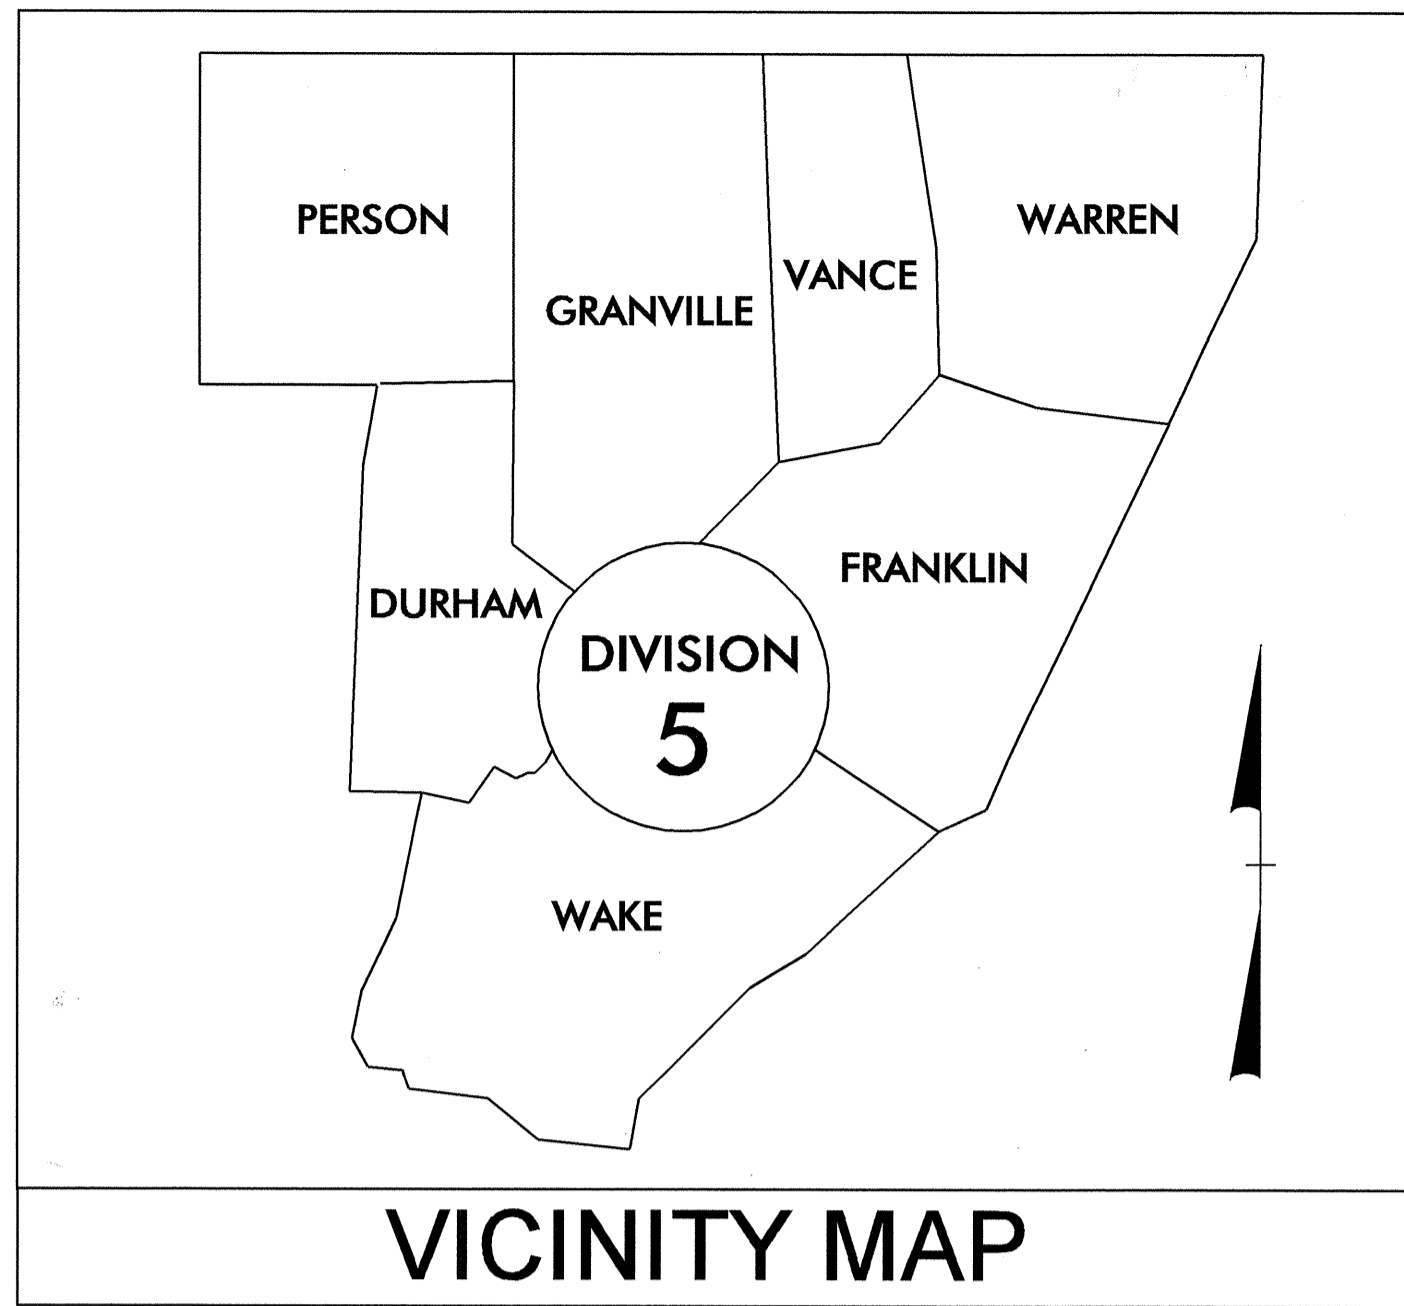 PERSON
WARREN
VANCE
GRANVILLE
FRANKLIN
DURHAM
DIVISION
5
WAKE
VICINITY MAP